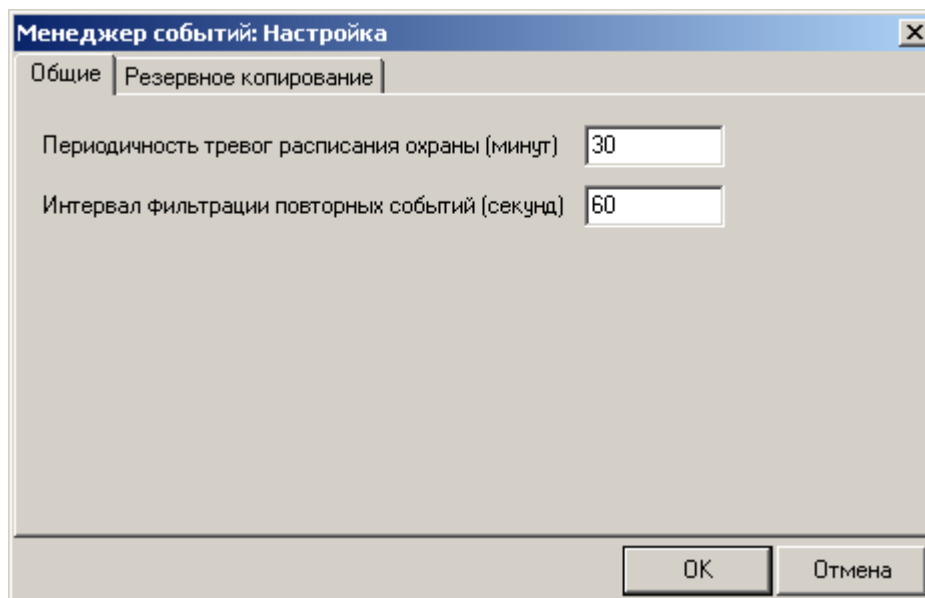 Менеджер событий: Настройка
Общие Резервное копирование
Периодичность тревог расписания охраны (минут) 30
Интервал фильтрации повторных событий (секунд) 60
OK Отмена